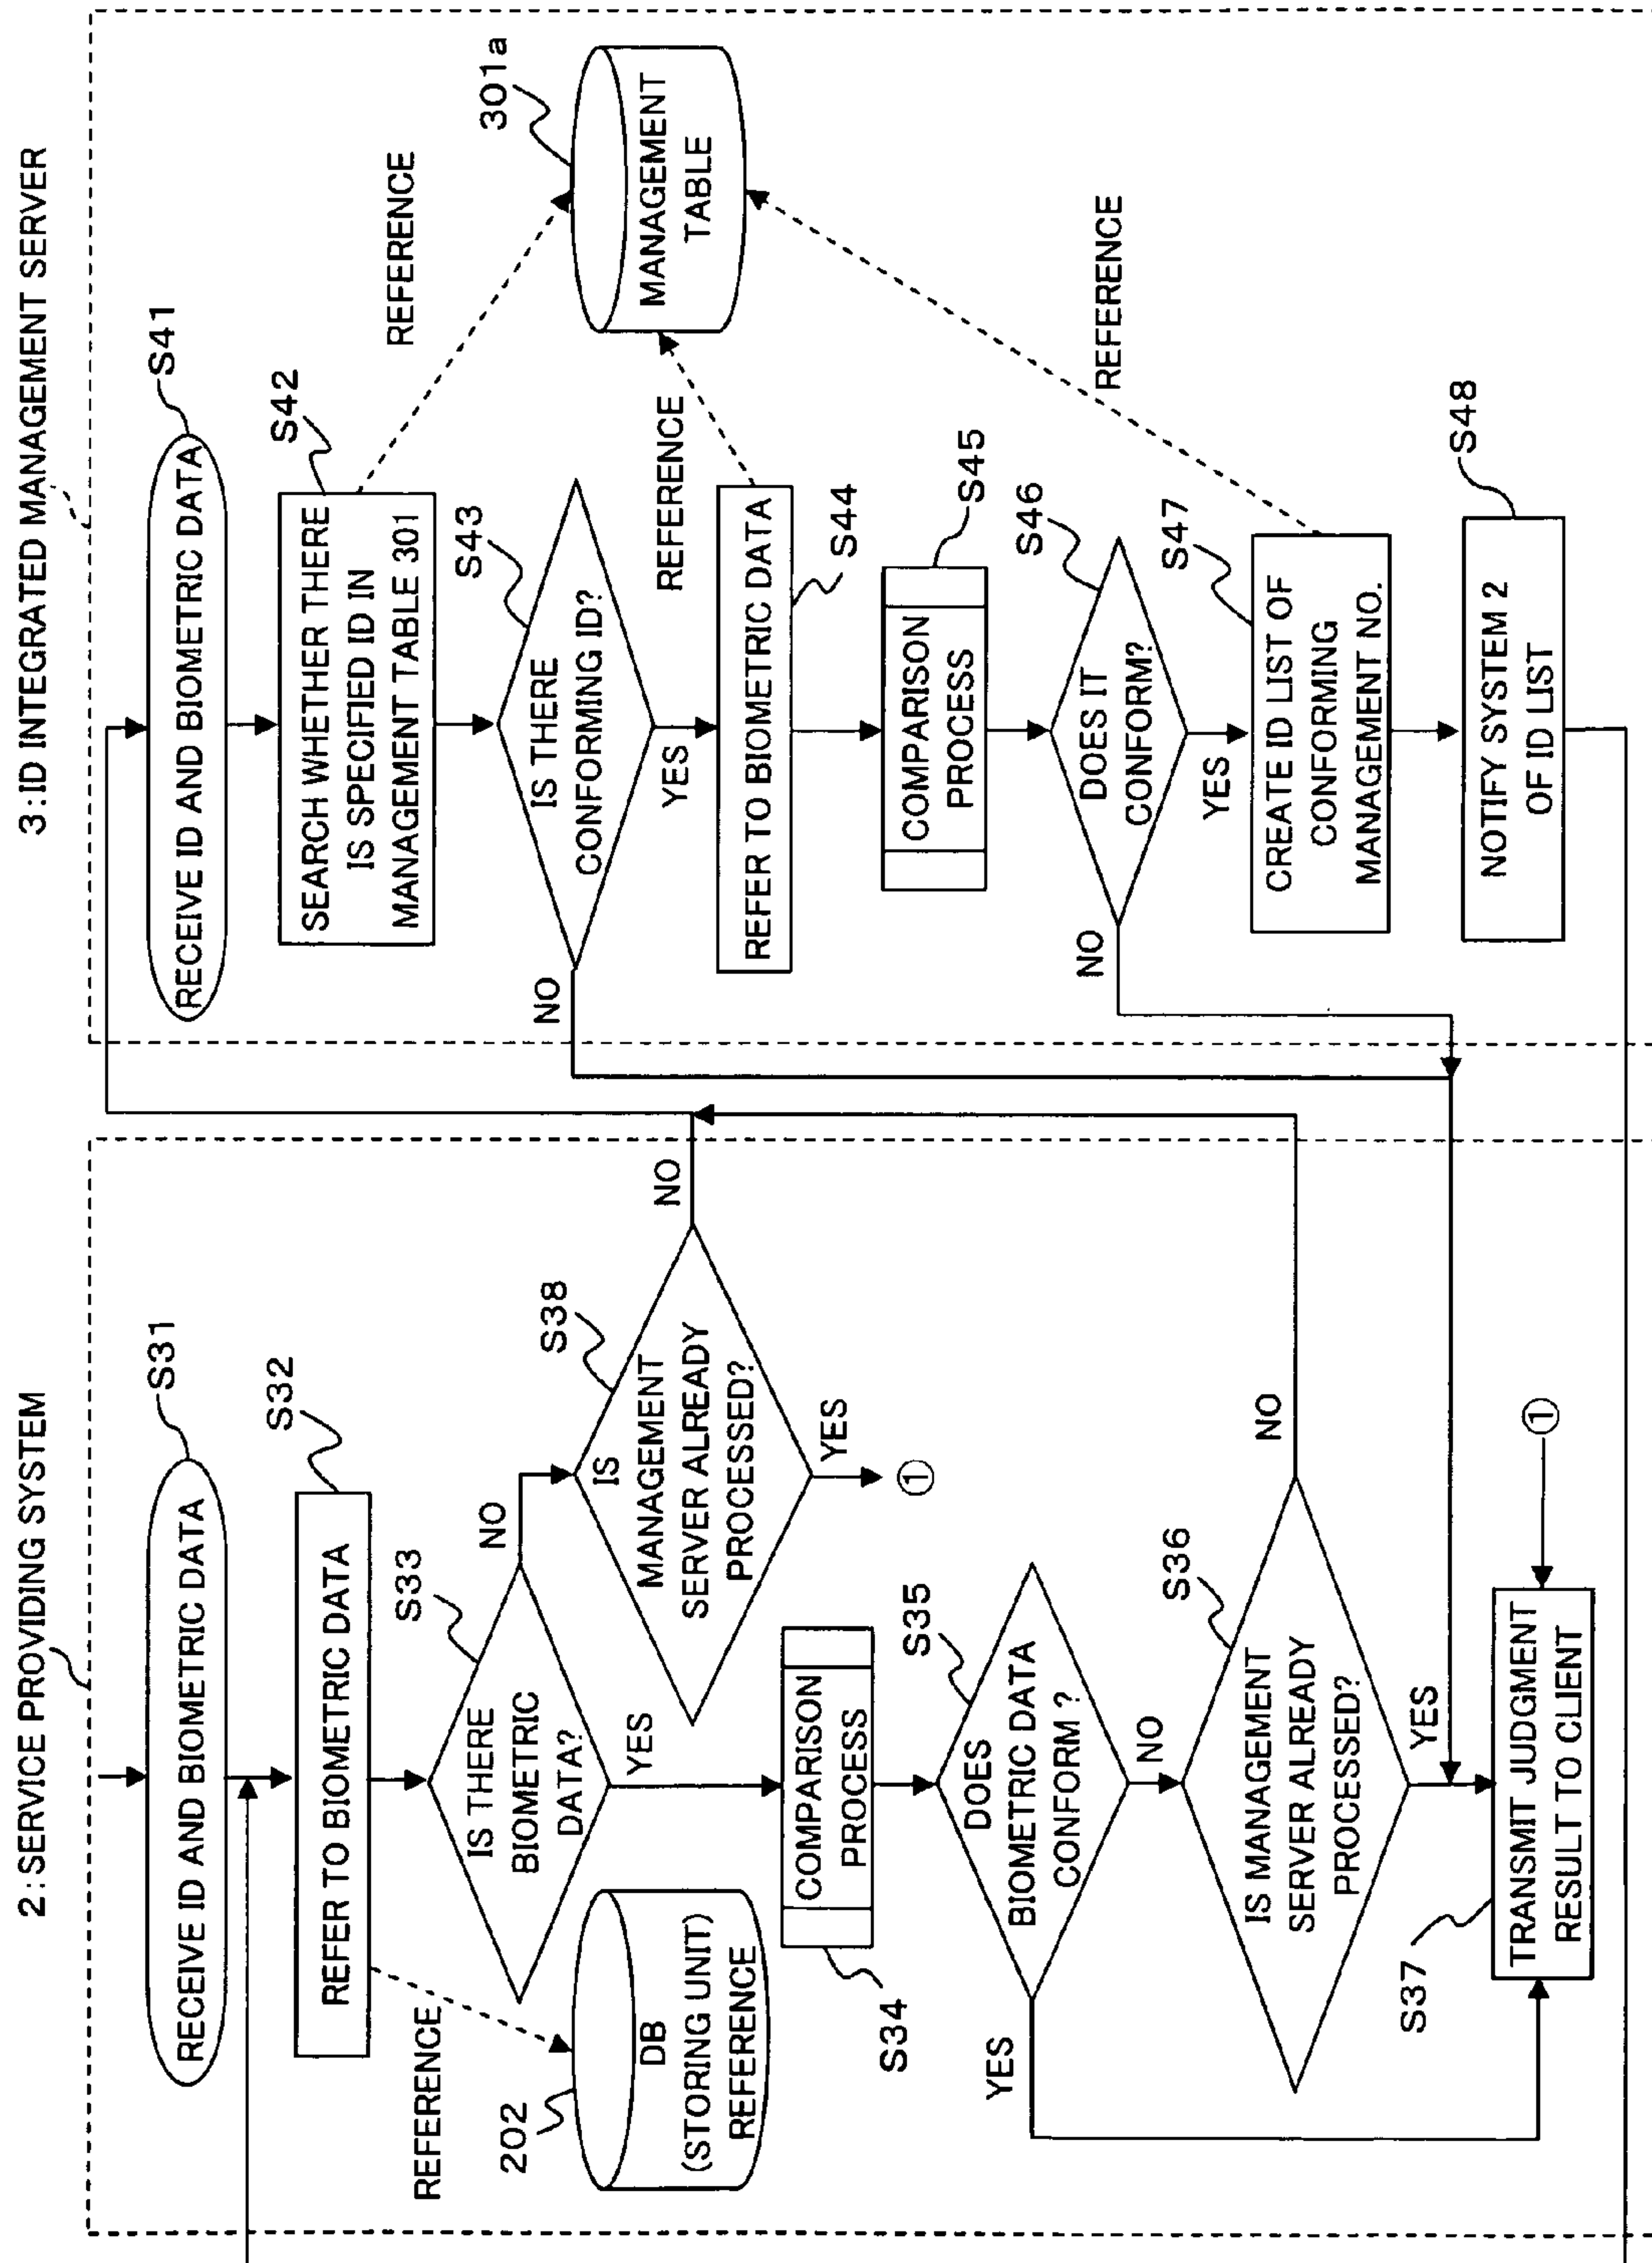 2:SERVICE PROVIDING SYSTEM
RECEIVE ID AND BIOMETRIC DATA
S31
REFER TO BIOMETRIC DATA
S32
REFERENCE
202
DB
(STORING UNIT)
REFERENCE
IS THERE
BIOMETRIC
DATA?
S33
NO
YES
IS
MANAGEMENT
SERVER ALREADY
PROCESSED?
S38
NO
YES
①
COMPARISON
PROCESS
S34
DOES
BIOMETRIC DATA
CONFORM ?
S35
YES
NO
IS MANAGEMENT
SERVER ALREADY
PROCESSED?
S36
NO
YES
TRANSMIT JUDGMENT
RESULT TO CLIENT
S37
①
3:ID INTEGRATED MANAGEMENT SERVER
RECEIVE ID AND BIOMETRIC DATA
S41
SEARCH WHETHER THERE
IS SPECIFIED ID IN
MANAGEMENT TABLE 301
S42
REFERENCE
301a
MANAGEMENT
TABLE
IS THERE
CONFORMING ID?
S43
NO
YES
REFER TO BIOMETRIC DATA
S44
REFERENCE
COMPARISON
PROCESS
S45
DOES IT
CONFORM?
S46
NO
YES
CREATE ID LIST OF
CONFORMING
MANAGEMENT NO.
S47
REFERENCE
NOTIFY SYSTEM 2
OF ID LIST
S48